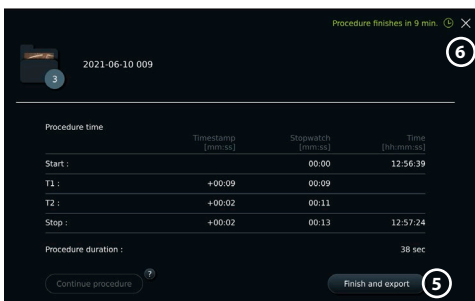 Procedure finishes in 9 min.
6
3
2021-06-10 009
Procedure time
Timestamp [mm:ss] Stopwatch [mm:ss] Time [hh:mm:ss]
Start : 00:00 12:56:39
T1 : +00:09 00:09
T2 : +00:02 00:11
Stop : +00:02 00:13 12:57:24
Procedure duration : 38 sec
Continue procedure ? Finish and export 5